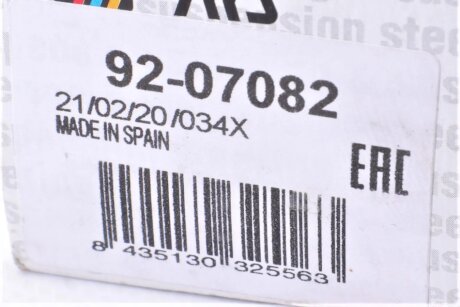 92-07082
21/02/20/034X
MADE IN SPAIN
EAC
8 435130 325563